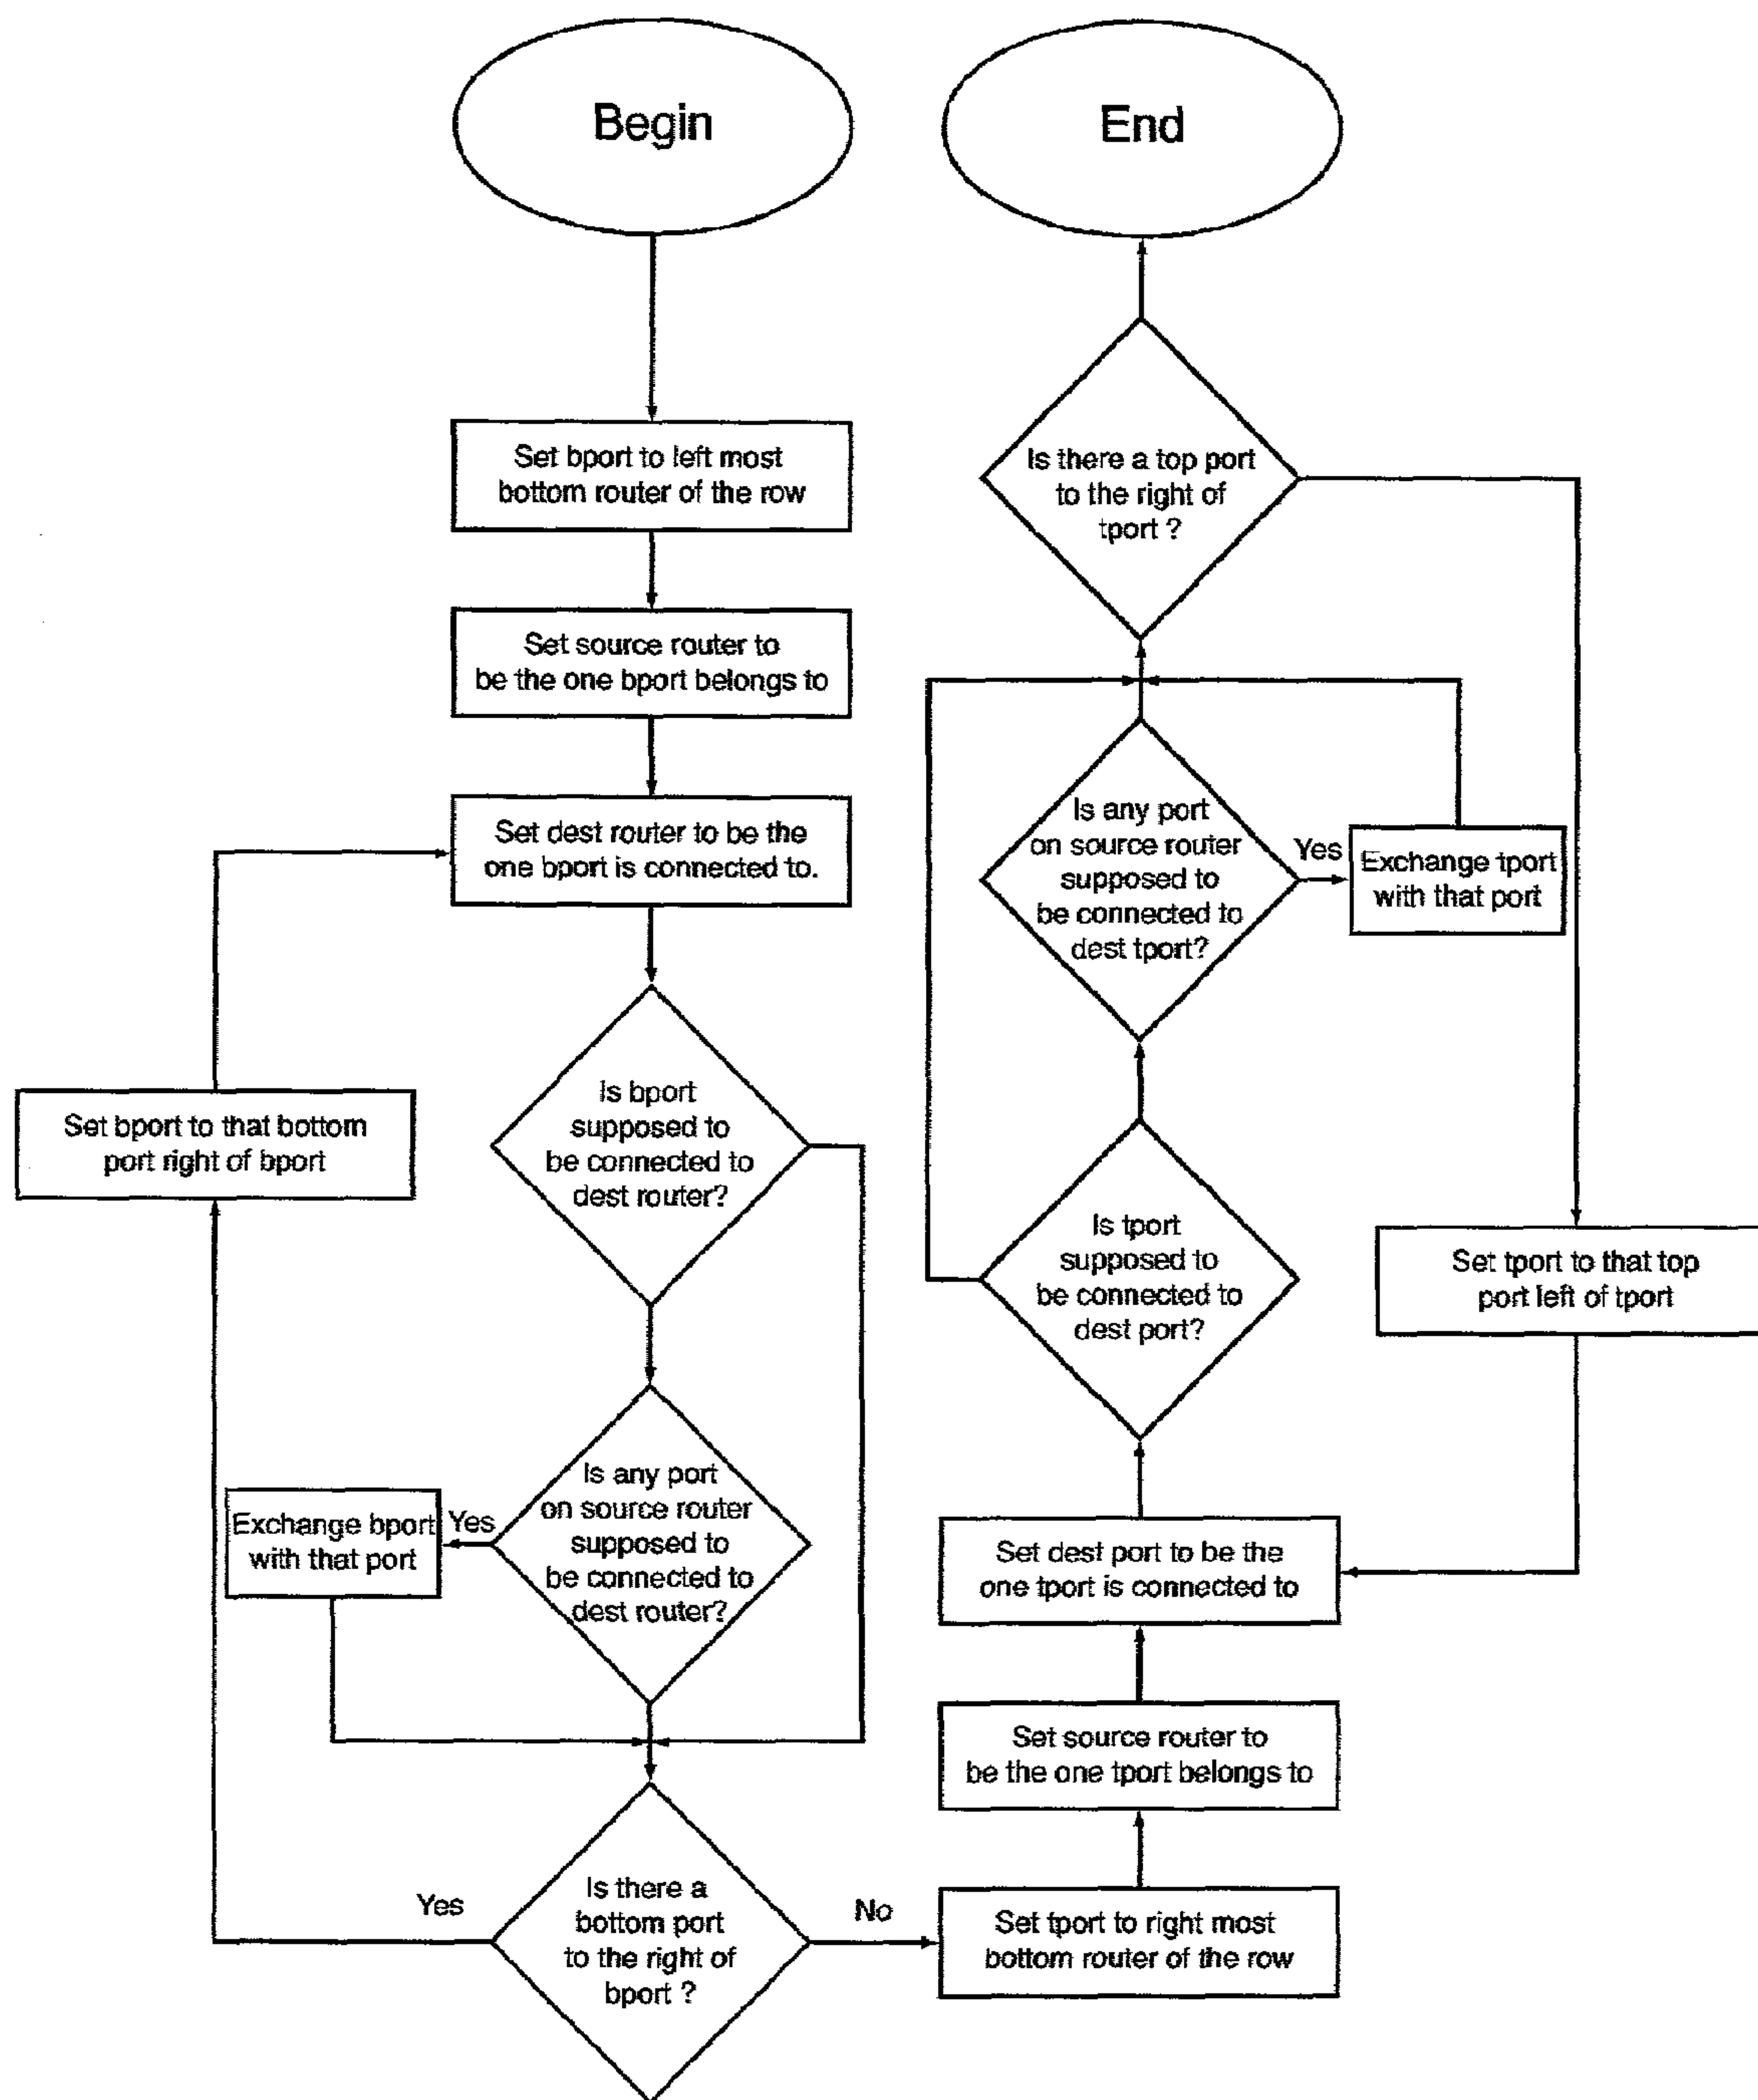 Begin
Set bport to left most
bottom router of the row
Set source router to
be the one bport belongs to
Set dest router to be the
one bport is connected to.
Is bport
supposed to
be connected to
dest router?
Set bport to that bottom
port right of bport
Is any port
on source router
supposed to
be connected to
dest router?
Yes
Exchange bport
with that port
Is there a
bottom port
to the right of
bport ?
Yes
No
Set tport to right most
bottom router of the row
Set source router to
be the one tport belongs to
Set dest port to be the
one tport is connected to
Is tport
supposed to
be connected to
dest port?
Is any port
on source router
supposed to
be connected to
dest tport?
Yes
Exchange tport
with that port
Is there a top port
to the right of
tport ?
Set tport to that top
port left of tport
End